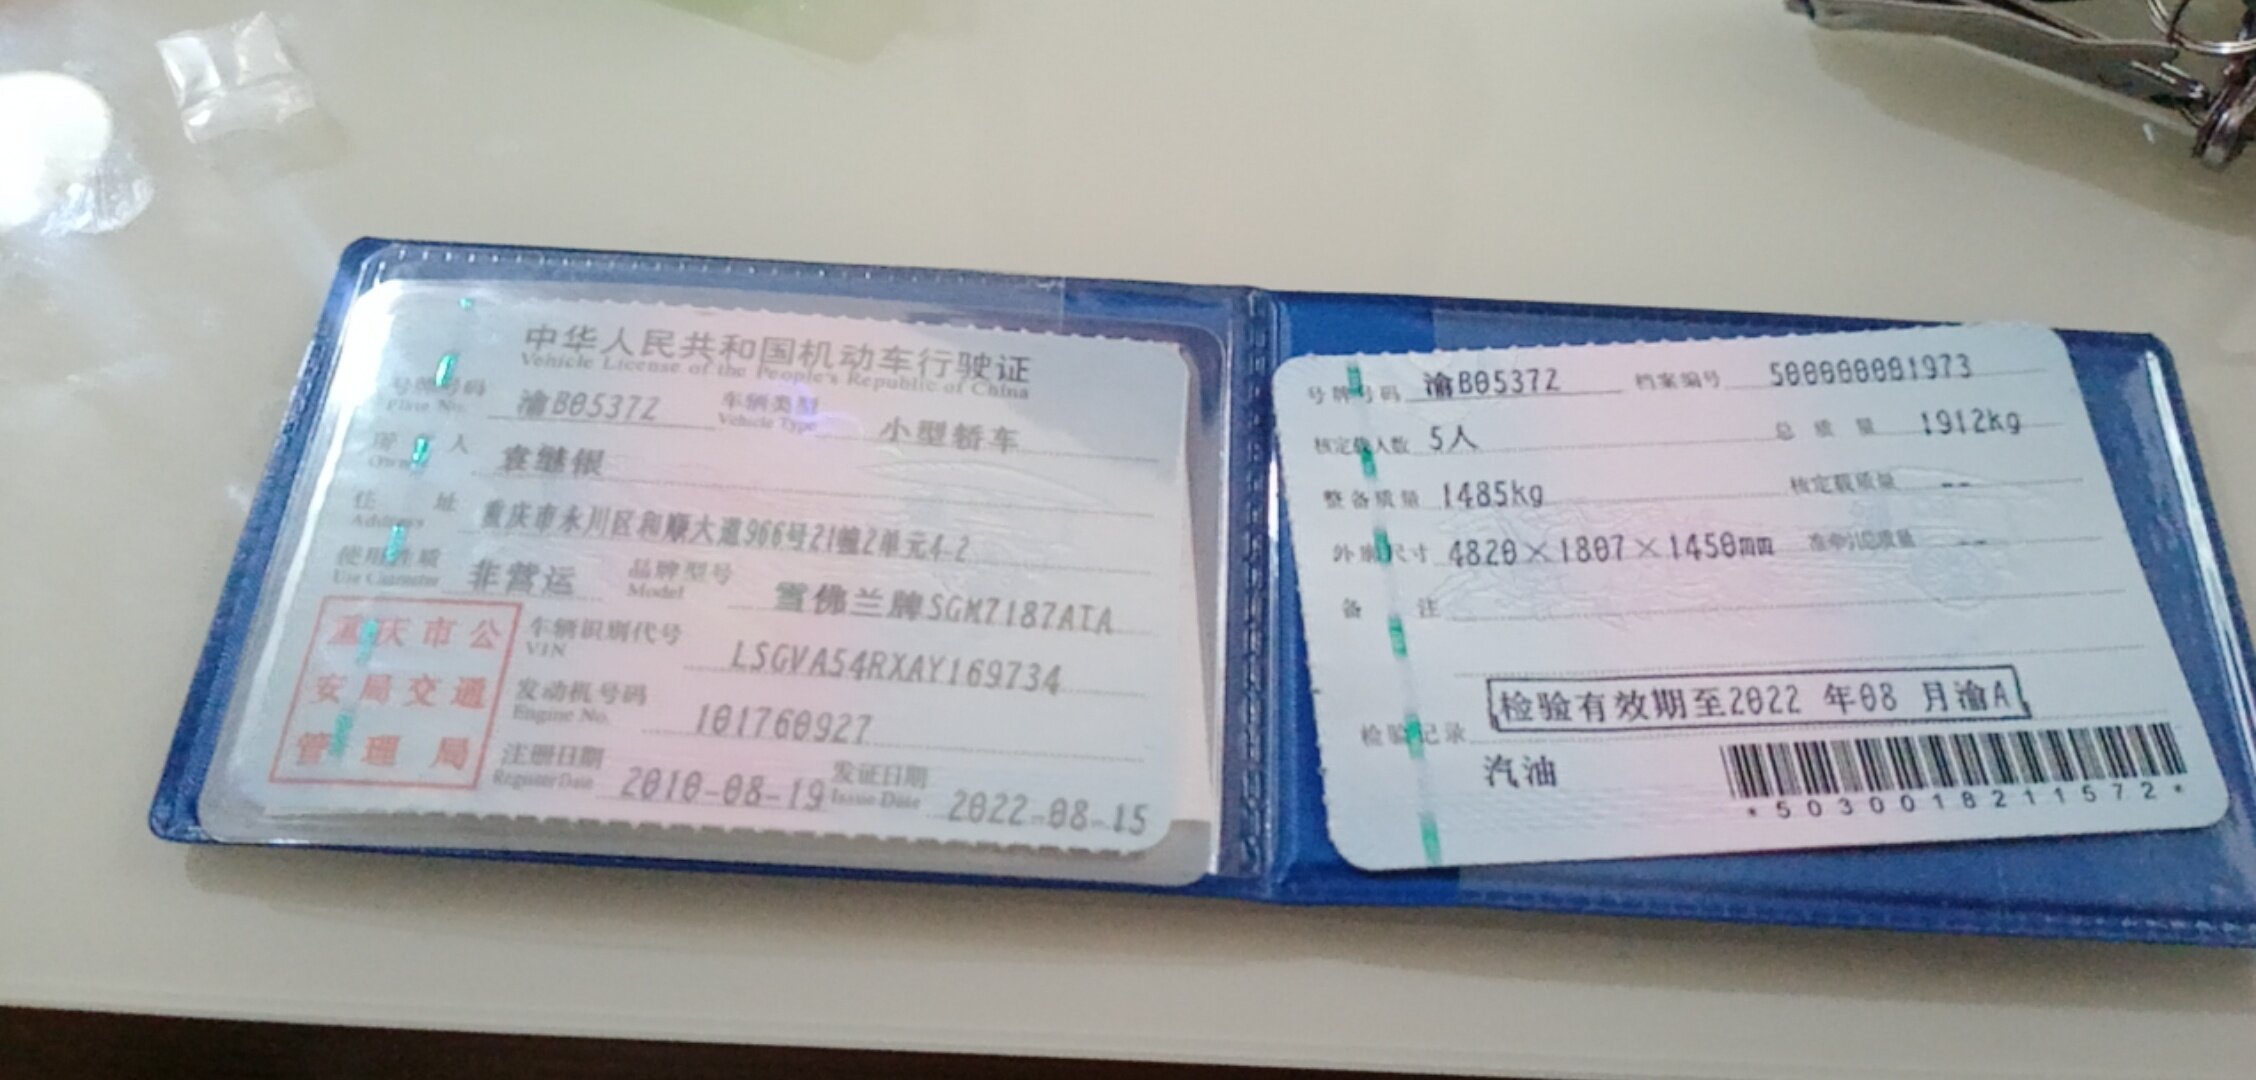 中华人民共和国机动车行驶证
Vehicle License of the People's Republic of China
号牌号码 渝B05372 车辆类型 小型轿车
Plate No. Vehicle Type
所有人 袁继银
Owner
住址 重庆市永川区和顺大道966号21幢2单元4-2
Address
使用性质 非营运 品牌型号 雪佛兰牌SGM7187ATA
Use Character Model
重庆市公
安局交通
管理局
车辆识别代号 LSGVA54RXAY169734
VIN
发动机号码 101760927
Engine No.
注册日期 2010-08-19 发证日期 2022-08-15
Register Date Issue Date
号牌号码 渝B05372 档案编号 500000001973
核定载人数 5人 总质量 1912kg
整备质量 1485kg 核定载质量 --
外廓尺寸 4820×1807×1450mm 准牵引总质量 --
备注
检验有效期至2022 年08 月渝A
检验记录
汽油
*5030018211572*